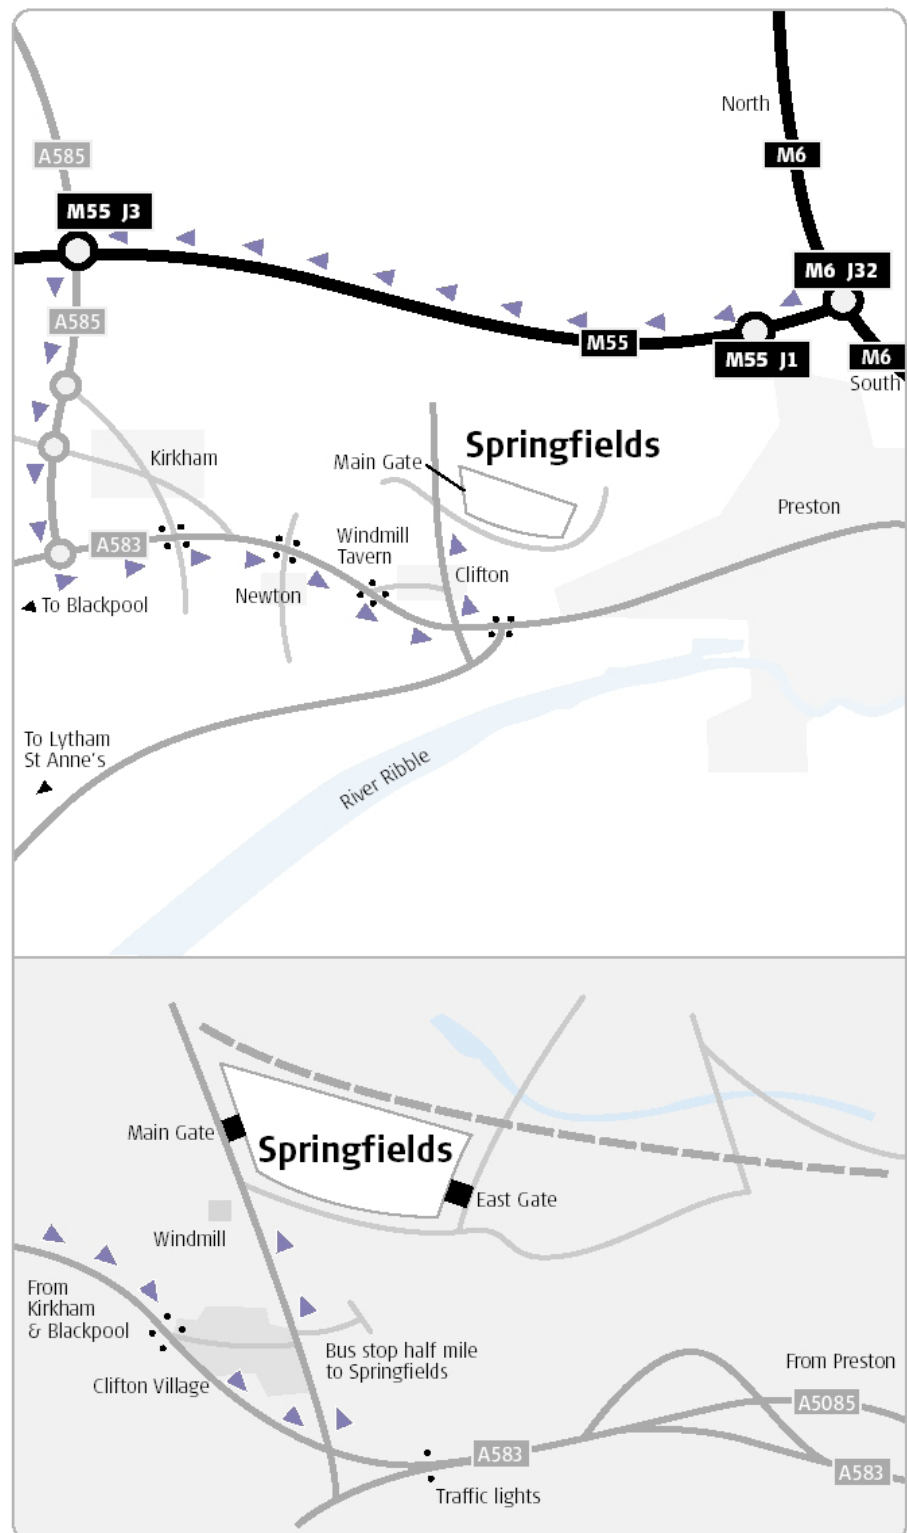 North
A585
M6
M55 J3
M6 J32
A585
M55
M55 J1
M6
South
Springfields
Main Gate
Kirkham
Preston
Windmill
Tavern
A583
Clifton
Newton
To Blackpool
To Lytham
St Anne's
River Ribble
Main Gate
Springfields
East Gate
Windmill
From
Kirkham
& Blackpool
Bus stop half mile
to Springfields
From Preston
Clifton Village
A5085
A583
A583
Traffic lights